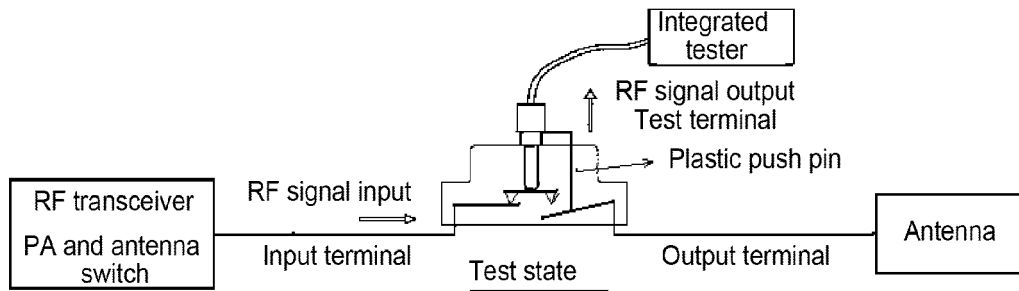 Integrated
tester
RF signal output
Test terminal
Plastic push pin
RF transceiver
PA and antenna
switch
RF signal input
Input terminal
Test state
Output terminal
Antenna